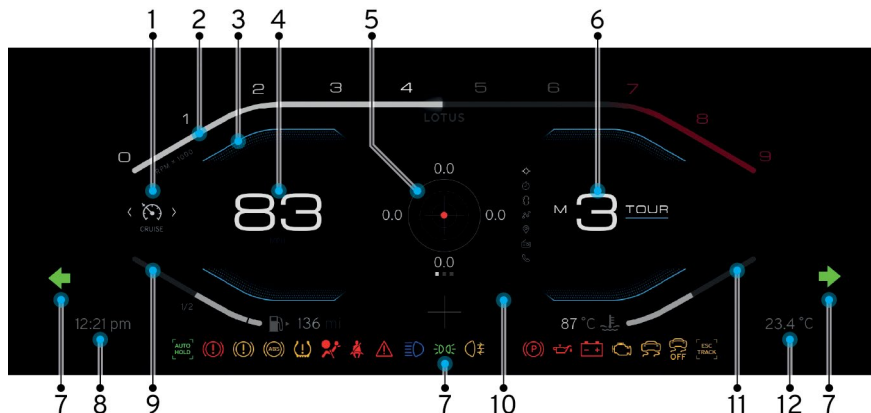 1 2 3 4 5 6
0 1 2 3 4 5 6 7 8 9
RPM × 1000
LOTUS
0.0
83
0.0 0.0
M 3 TOUR
CRUISE
0.0
1/2
136 mi
87 °C
12:21 pm
23.4 °C
AUTO HOLD
ABS
P
OFF
ESC TRACK
7 8 9 7 10 11 12 7